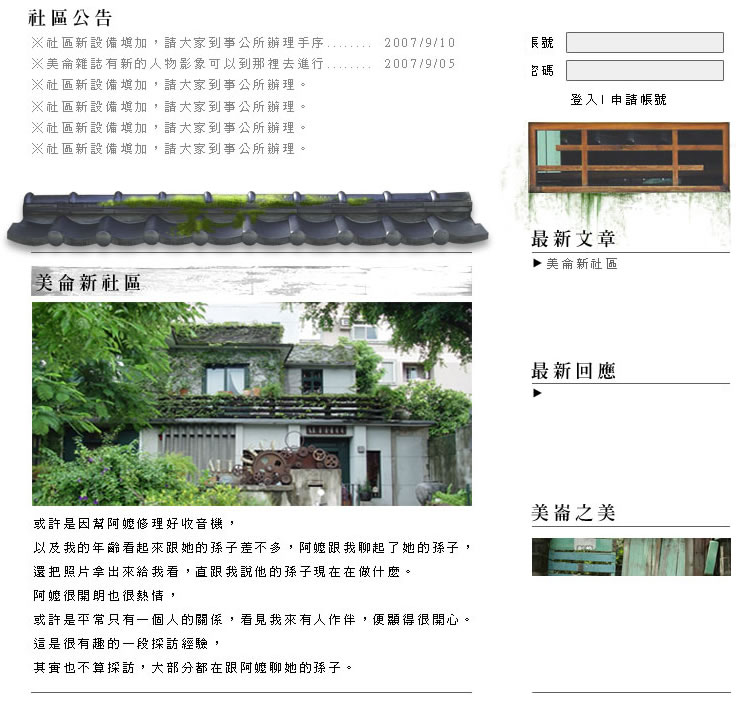 社區公告
※社區新設備增加，請大家到事公所辦理手序........ 2007/9/10
※美侖雜誌有新的人物影象可以到那裡去進行........ 2007/9/05
※社區新設備增加，請大家到事公所辦理。
※社區新設備增加，請大家到事公所辦理。
※社區新設備增加，請大家到事公所辦理。
※社區新設備增加，請大家到事公所辦理。
美侖新社區
或許是因幫阿嬤修理好收音機，
以及我的年齡看起來跟她的孫子差不多，阿嬤跟我聊起了她的孫子，
還把照片拿出來給我看，直跟我說他的孫子現在在做什麼。
阿嬤很開朗也很熱情，
或許是平常只有一個人的關係，看見我來有人作伴，便顯得很開心。
這是很有趣的一段採訪經驗，
其實也不算採訪，大部分都在跟阿嬤聊她的孫子。
帳號
密碼
登入| 申請帳號
最新文章
▶美侖新社區
最新回應
▶
美崙之美